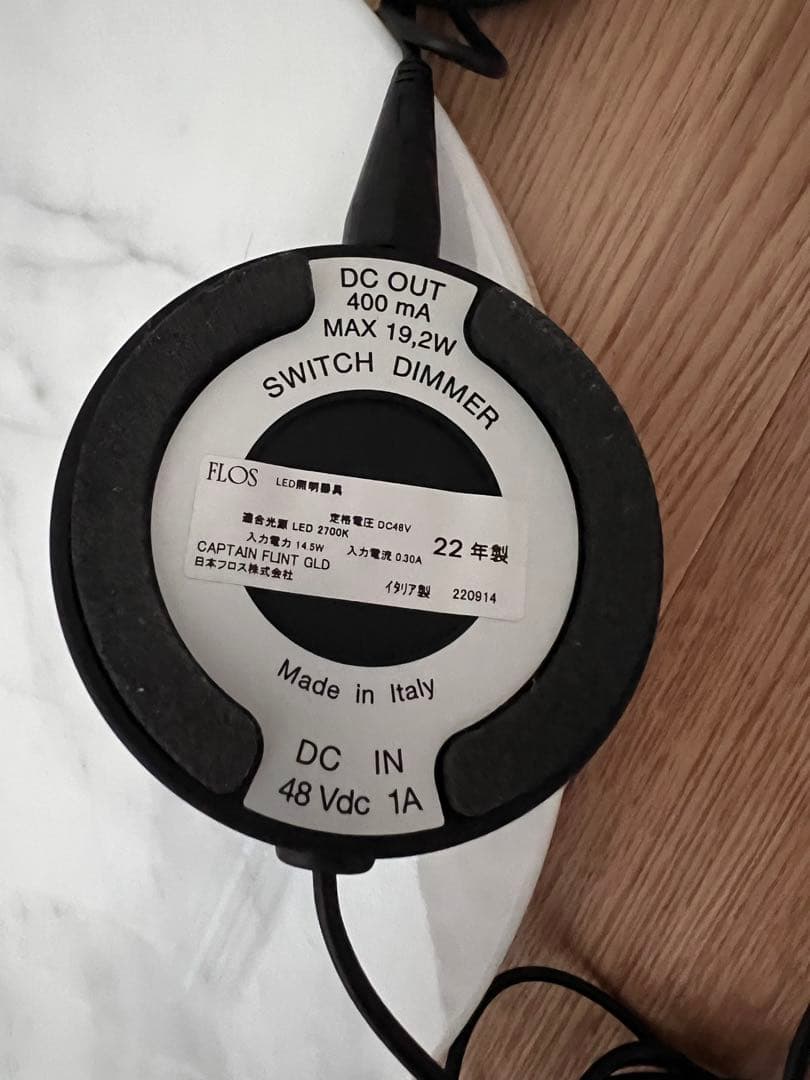 DC OUT
400 mA
MAX 19,2W
SWITCH DIMMER
FLOS LED照明器具
定格電圧 DC48V
適合光源 LED 2700K
入力電力 14.5W 入力電流 0.30A 22 年製
CAPTAIN FLINT GLD
日本フロス株式会社
イタリア製 220914
Made in Italy
DC IN
48 Vdc 1A